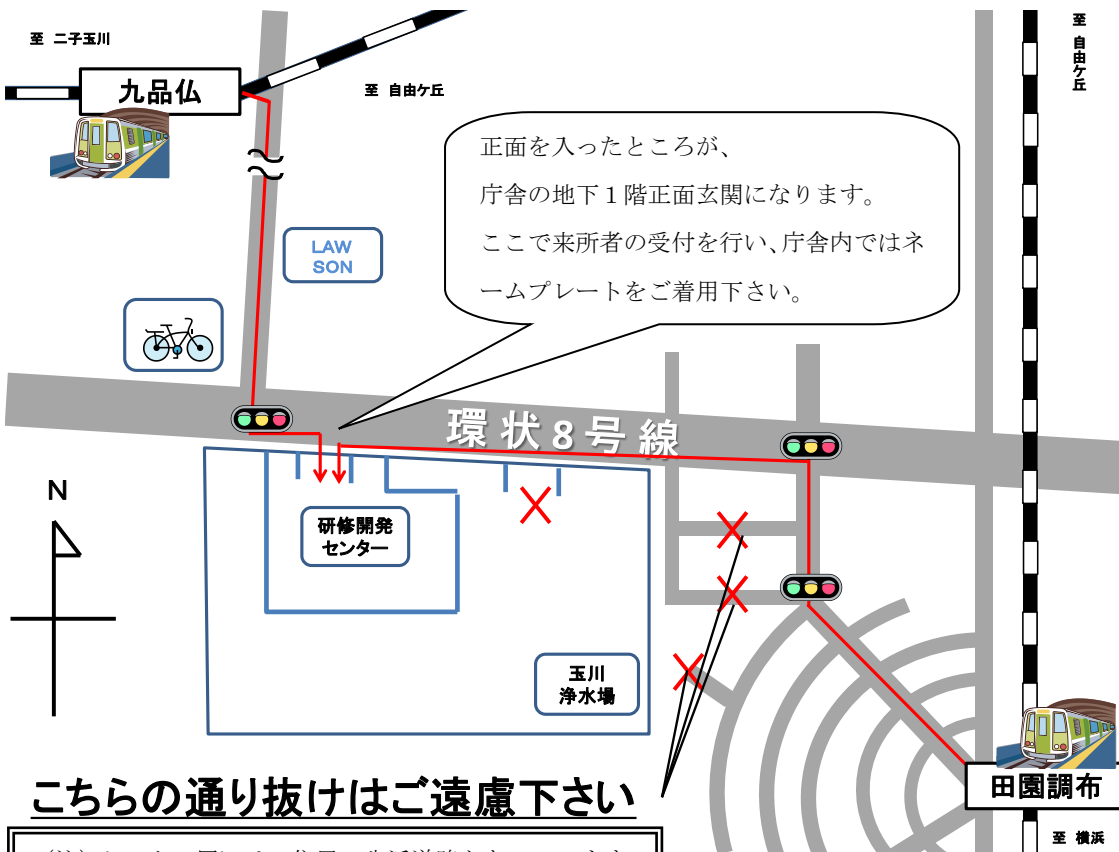 至 二子玉川
九品仏
至 自由ケ丘
至 自由ケ丘
正面を入ったところが、
庁舎の地下1階正面玄関になります。
ここで来所者の受付を行い、庁舎内ではネ
ームプレートをご着用下さい。
LAW
SON
環状8号線
N
研修開発
センター
玉川
浄水場
田園調布
至 横浜
こちらの通り抜けはご遠慮下さい